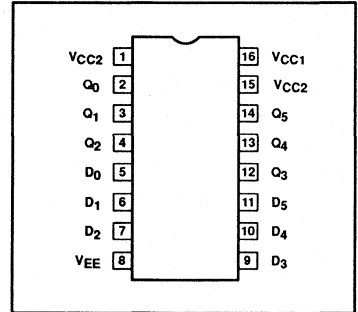 VCC2 1 16 VCC1
Q0 2 15 VCC2
Q1 3 14 Q5
Q2 4 13 Q4
D0 5 12 Q3
D1 6 11 D5
D2 7 10 D4
VEE 8 9 D3